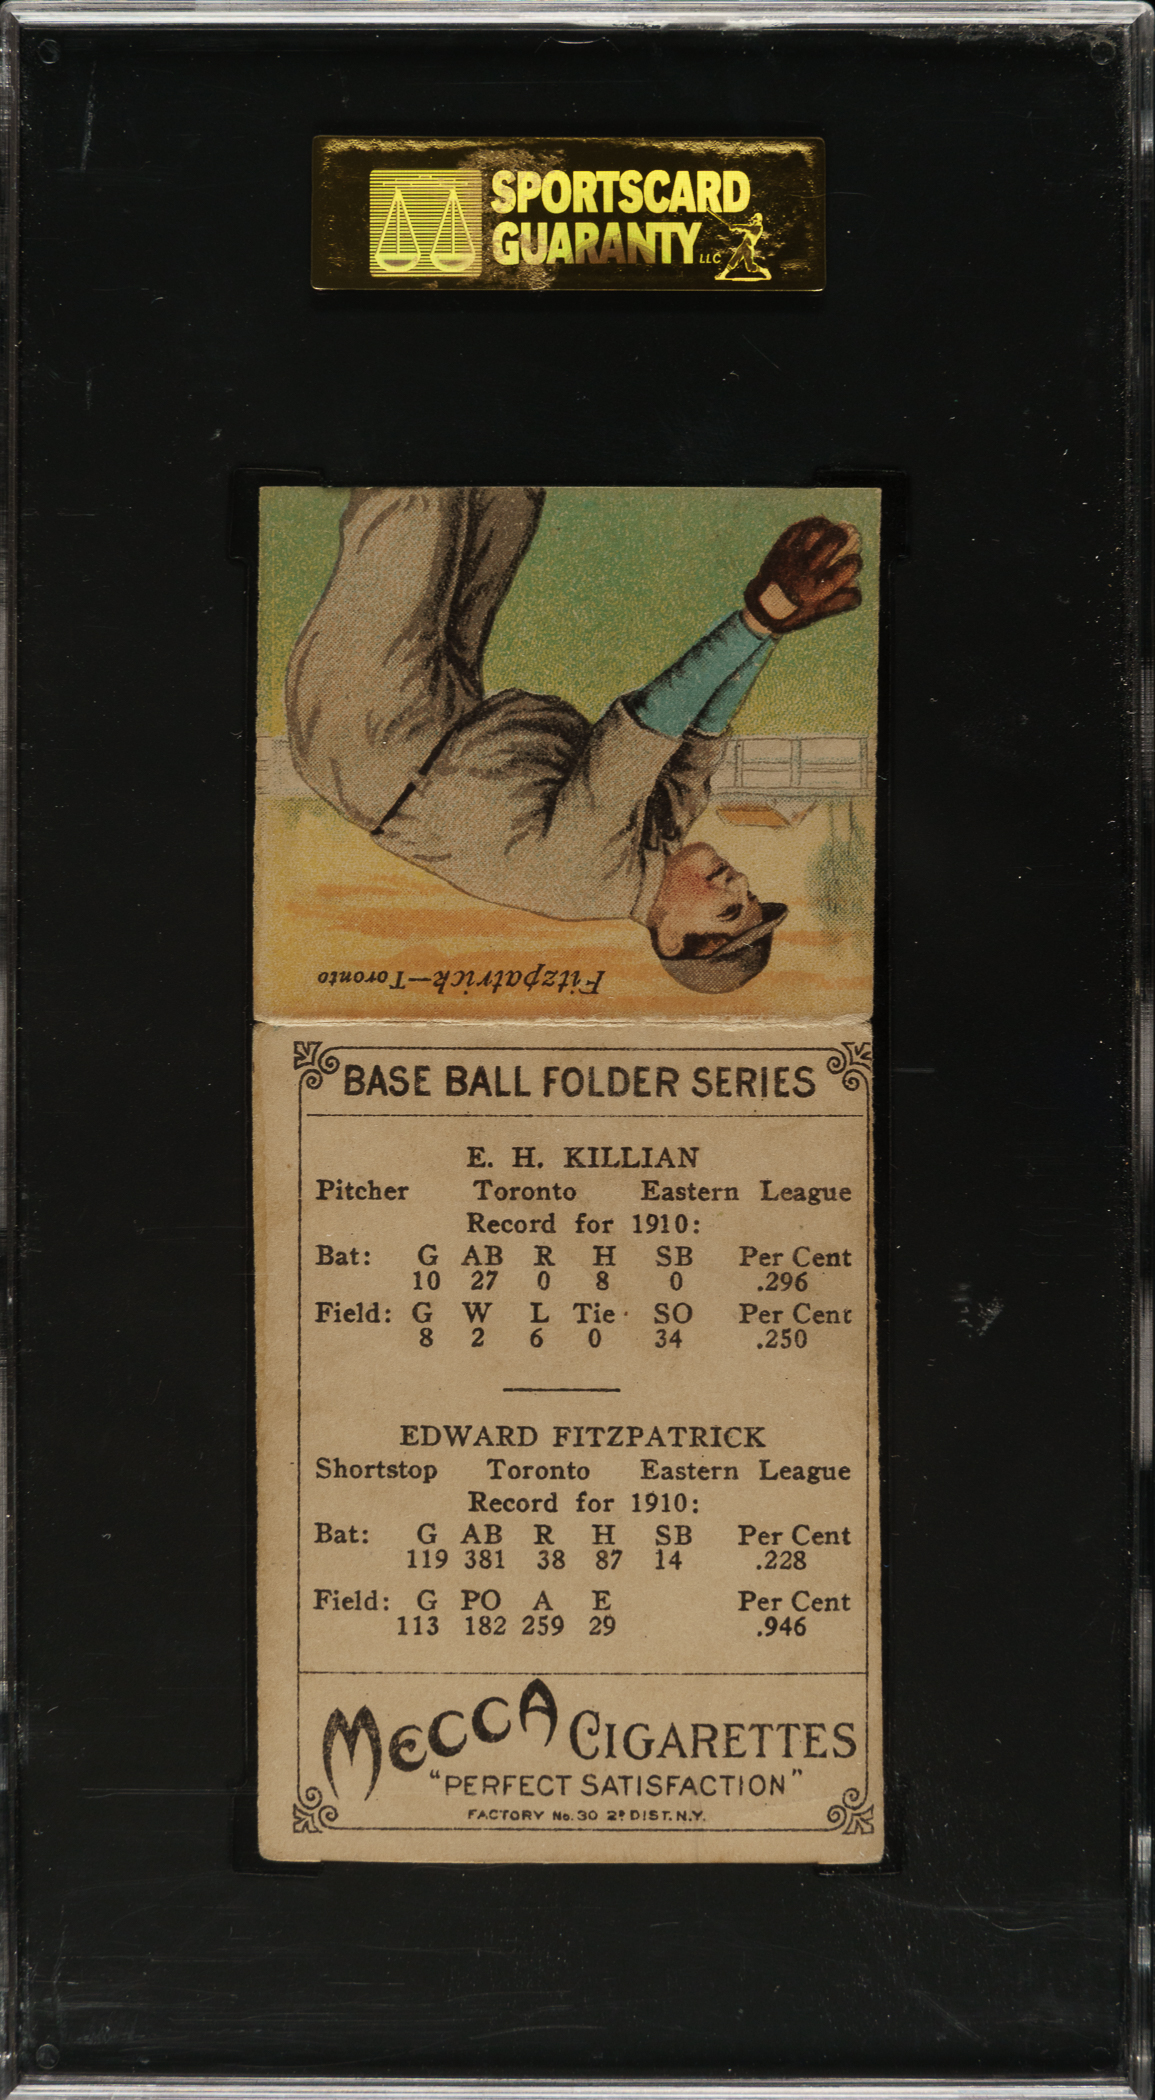 SPORTSCARD
GUARANTY LLC
Fitzpatrick—Toronto
BASE BALL FOLDER SERIES
E. H. KILLIAN
Pitcher Toronto Eastern League
Record for 1910:
Bat: G AB R H SB Per Cent
10 27 0 8 0 .296
Field: G W L Tie SO Per Cent
8 2 6 0 34 .250
EDWARD FITZPATRICK
Shortstop Toronto Eastern League
Record for 1910:
Bat: G AB R H SB Per Cent
119 381 38 87 14 .228
Field: G PO A E Per Cent
113 182 259 29 .946
MECCA CIGARETTES
"PERFECT SATISFACTION"
FACTORY No. 30 2D DIST. N.Y.